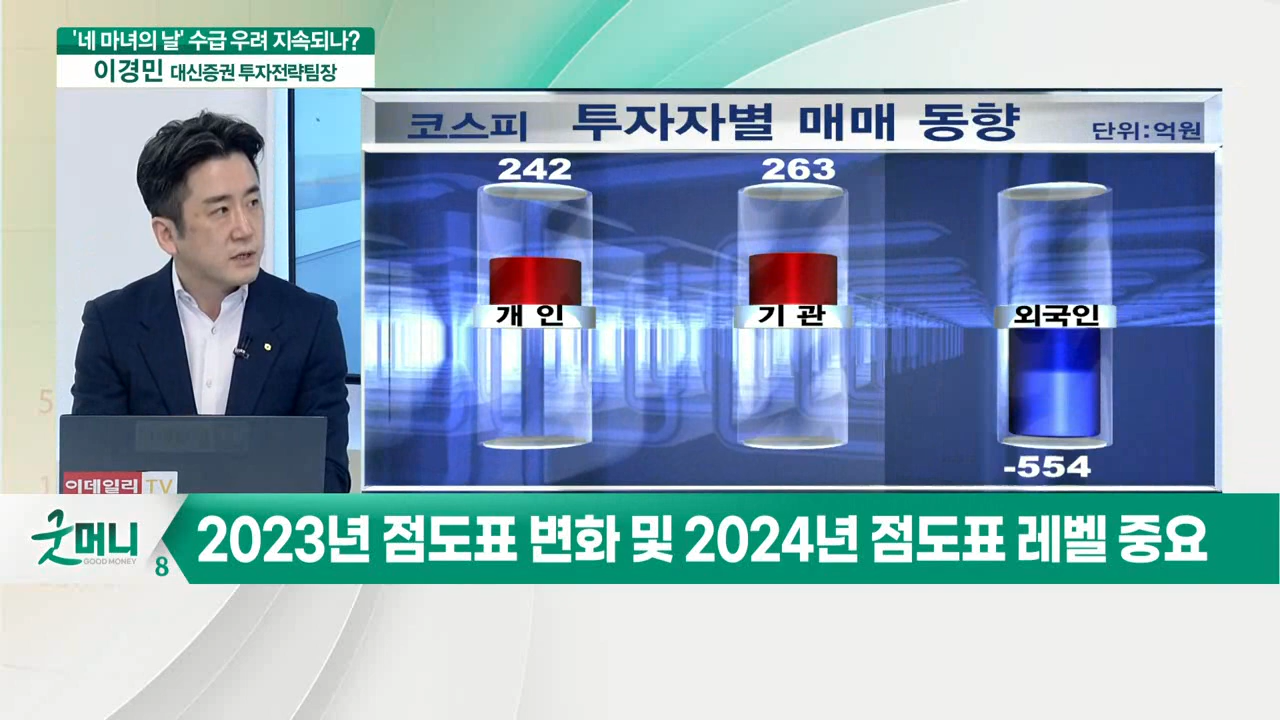 '네 마녀의 날' 수급 우려 지속되나?
이경민 대신증권 투자전략팀장
코스피 투자자별 매매 동향 단위:억원
242 263
개인 기관 외국인
-554
이데일리 TV
굿머니
GOOD MONEY
8
2023년 점도표 변화 및 2024년 점도표 레벨 중요
5
1